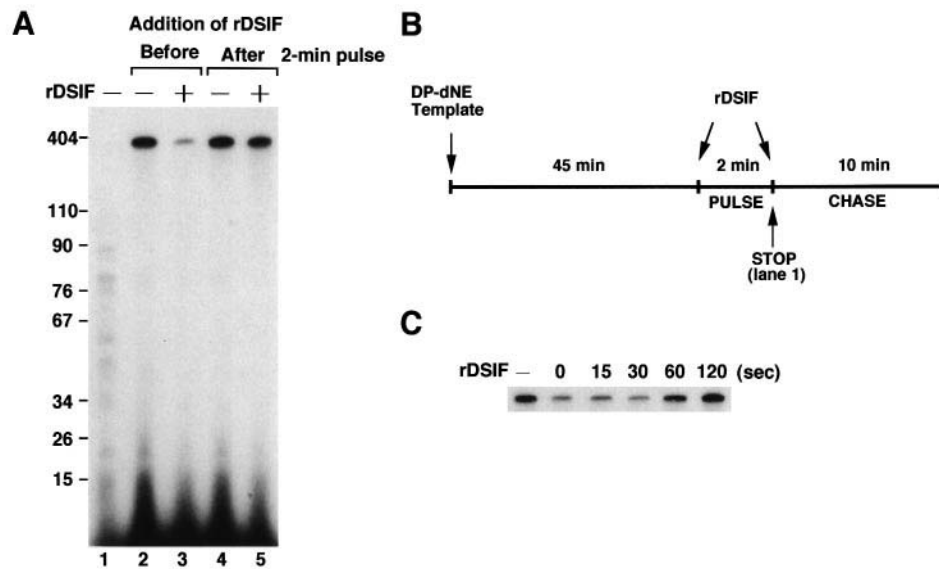 A
Addition of rDSIF
Before After 2-min pulse
rDSIF — — + — +
404
110
90
76
67
34
26
15
1 2 3 4 5
B
DP-dNE
Template
rDSIF
45 min 2 min 10 min
PULSE CHASE
STOP
(lane 1)
C
rDSIF — 0 15 30 60 120 (sec)